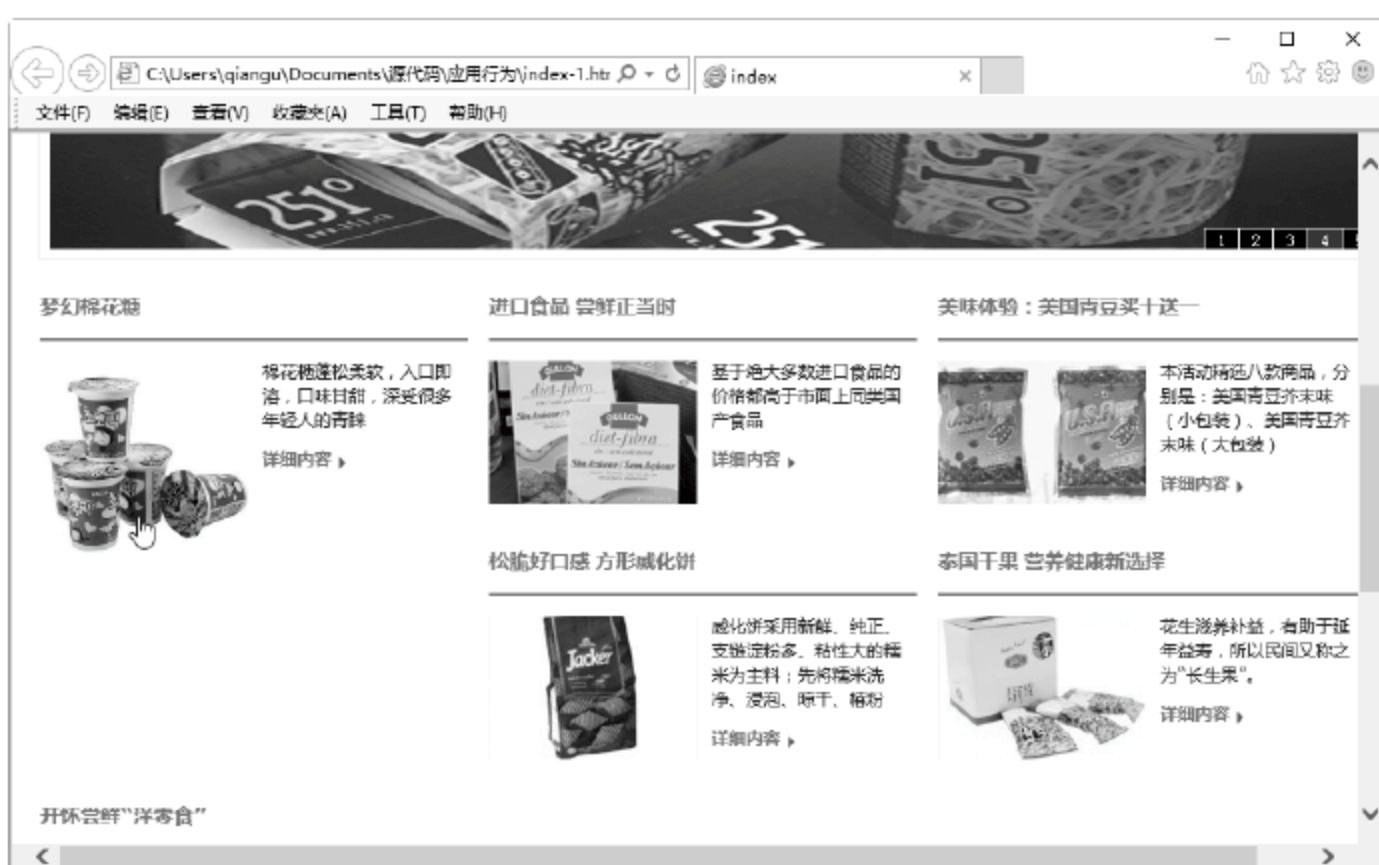 C:\Users\qiangu\Documents\源代码\应用行为\index-1.htr
index
文件(F) 编辑(E) 查看(V) 收藏夹(A) 工具(T) 帮助(H)
251°
251°
251°
1 2 3 4
梦幻棉花糖
棉花糖蓬松柔软，入口即
溶，口味甘甜，深受很多
年轻人的青睐
详细内容
进口食品 尝鲜正当时
GULLON
diet-fibra
Sin Azúcar /
GULLON
diet-fibra
Sin Azúcar / Sem Açúcar
基于绝大多数进口食品的
价格都高于市面上同类国
产食品
详细内容
美味体验：美国青豆买十送一
U.S.A
U.S.A
本活动精选八款商品，分
别是：美国青豆芥末味
（小包装）、美国青豆芥
末味（大包装）
详细内容
松脆好口感 方形威化饼
Jacker
威化饼采用新鲜、纯正、
支链淀粉多、粘性大的糯
米为主料；先将糯米洗
净、浸泡、晾干、椿粉
详细内容
泰国干果 营养健康新选择
花生滋养补益，有助于延
年益寿，所以民间又称之
为“长生果”。
详细内容
开怀尝鲜“洋零食”